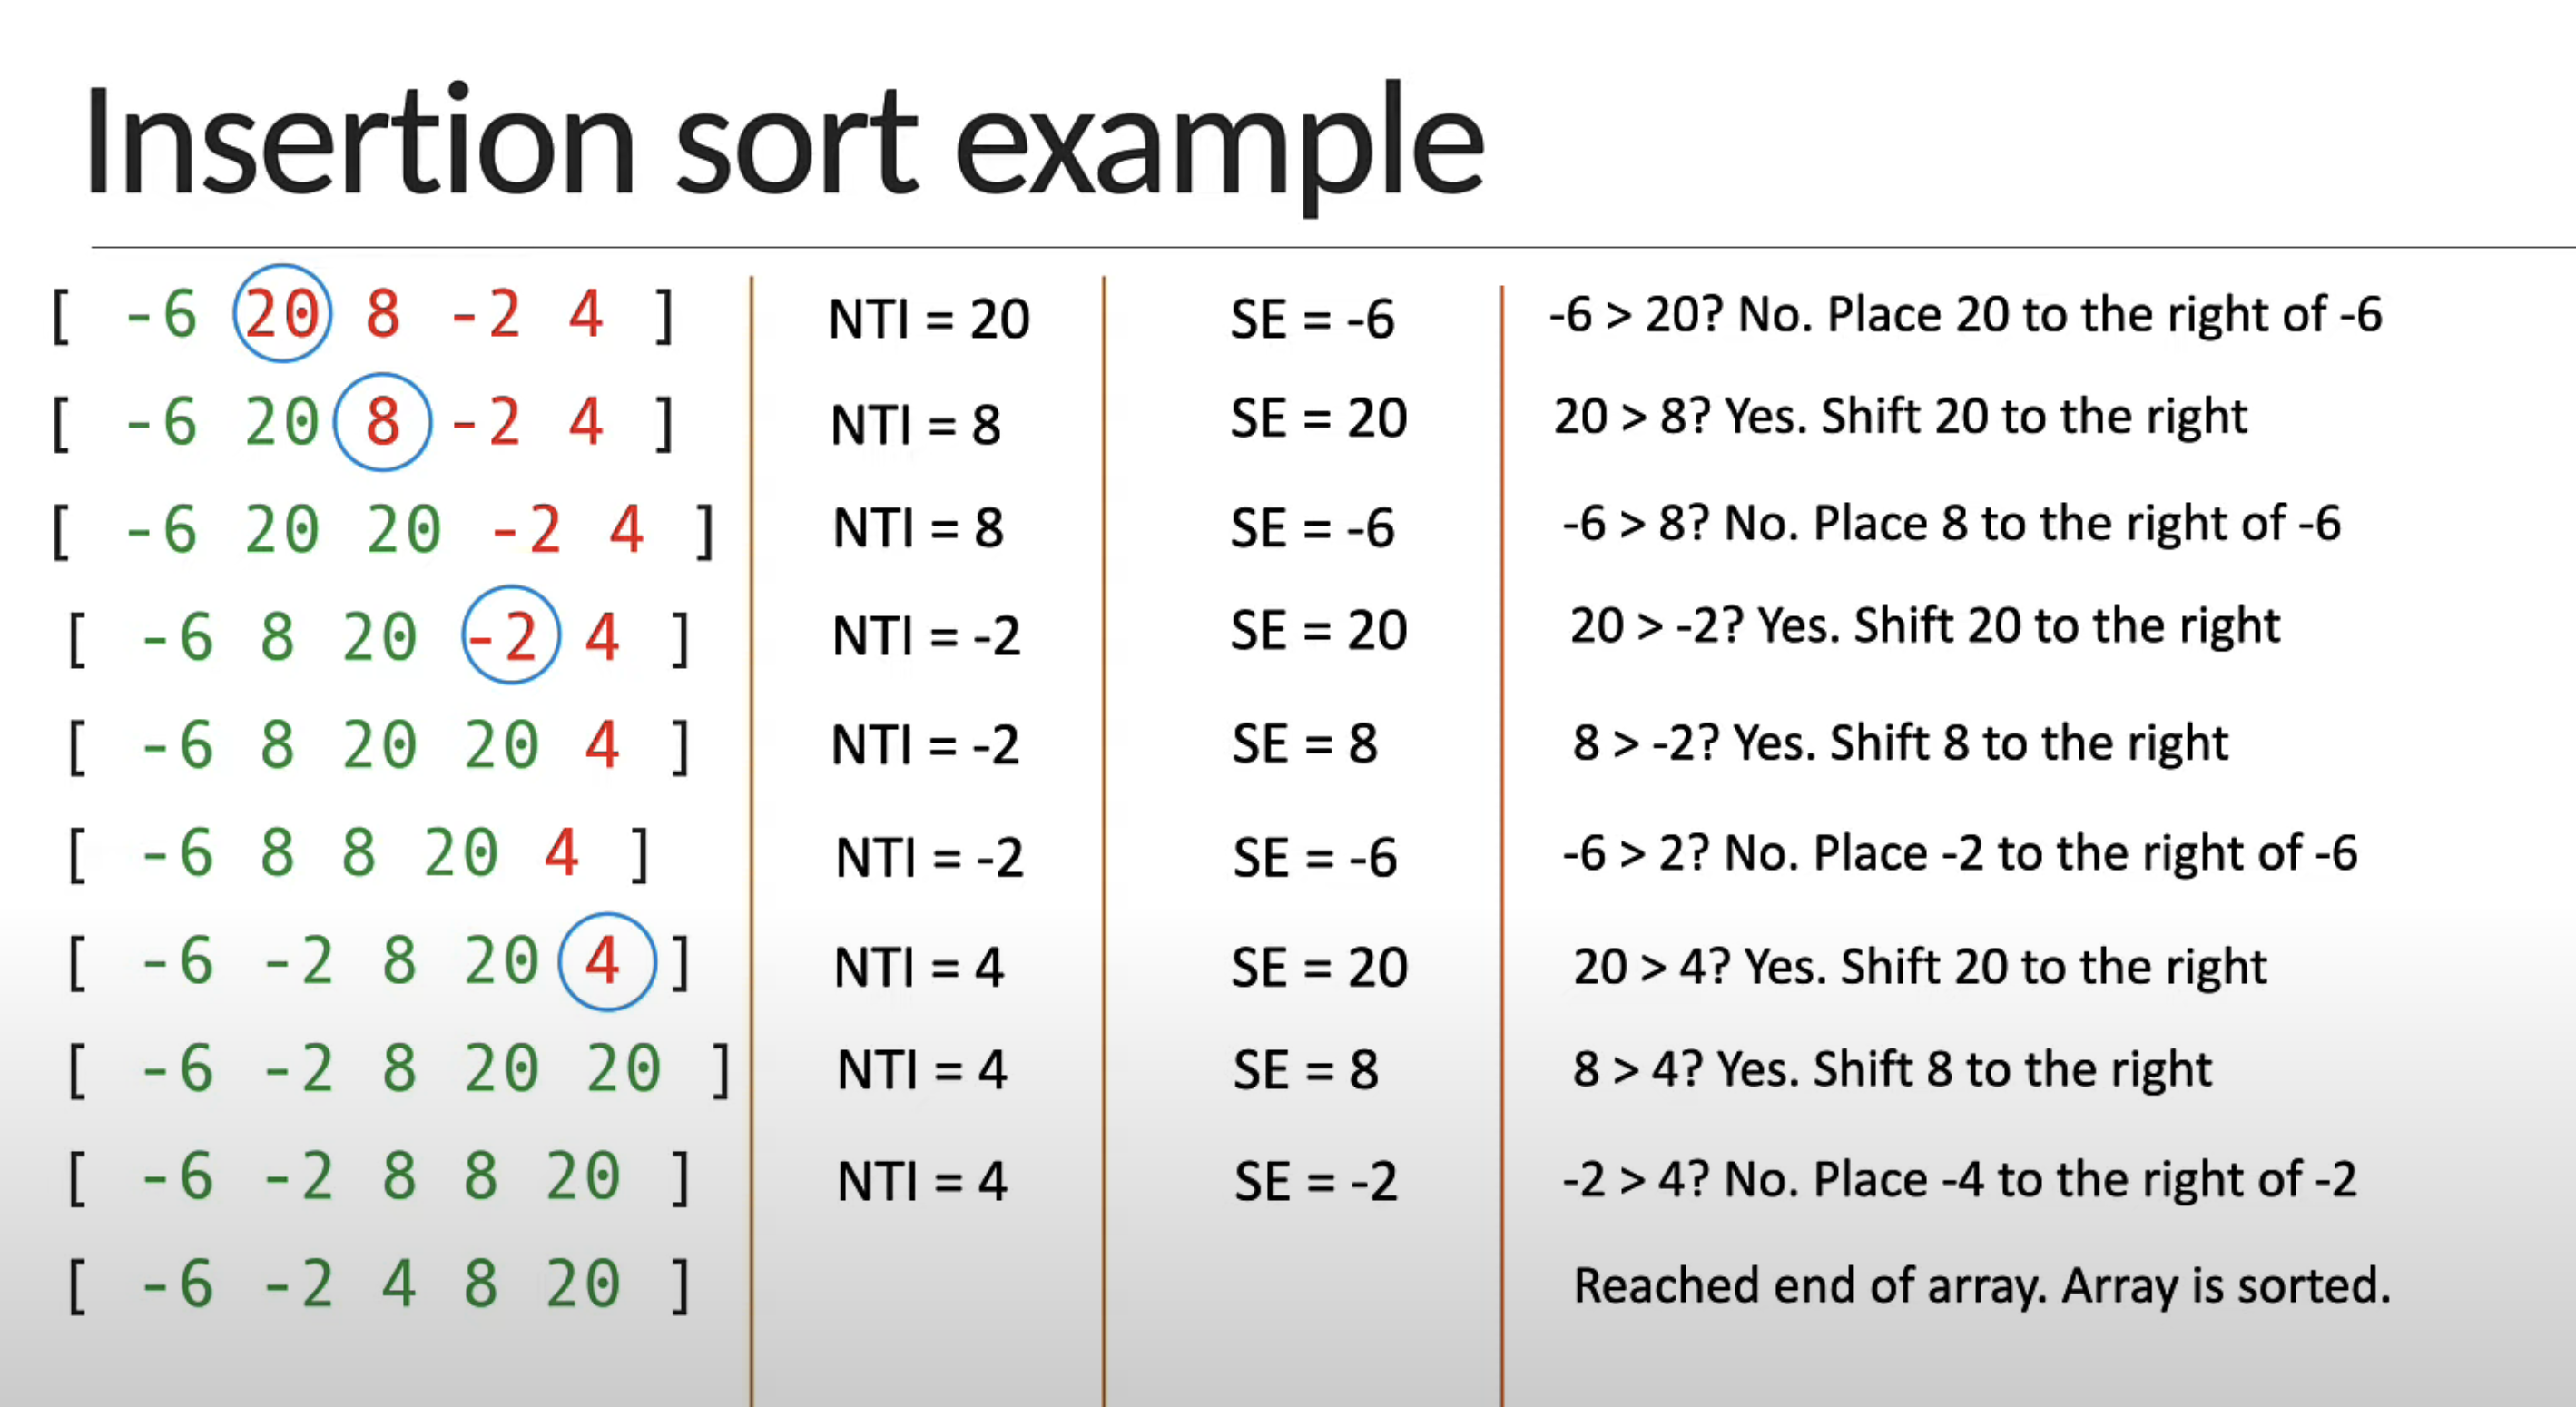 Insertion sort example
[ -6 20 8 -2 4 ] NTI = 20 SE = -6 -6 > 20? No. Place 20 to the right of -6
[ -6 20 8 -2 4 ] NTI = 8 SE = 20 20 > 8? Yes. Shift 20 to the right
[ -6 20 20 -2 4 ] NTI = 8 SE = -6 -6 > 8? No. Place 8 to the right of -6
[ -6 8 20 -2 4 ] NTI = -2 SE = 20 20 > -2? Yes. Shift 20 to the right
[ -6 8 20 20 4 ] NTI = -2 SE = 8 8 > -2? Yes. Shift 8 to the right
[ -6 8 8 20 4 ] NTI = -2 SE = -6 -6 > 2? No. Place -2 to the right of -6
[ -6 -2 8 20 4 ] NTI = 4 SE = 20 20 > 4? Yes. Shift 20 to the right
[ -6 -2 8 20 20 ] NTI = 4 SE = 8 8 > 4? Yes. Shift 8 to the right
[ -6 -2 8 8 20 ] NTI = 4 SE = -2 -2 > 4? No. Place -4 to the right of -2
[ -6 -2 4 8 20 ] Reached end of array. Array is sorted.